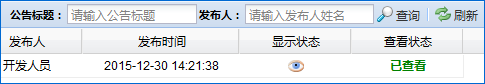 公告标题： 请输入公告标题 发布人： 请输入发布人姓名 查询 刷新
发布人 发布时间 显示状态 查看状态
开发人员 2015-12-30 14:21:38 已查看